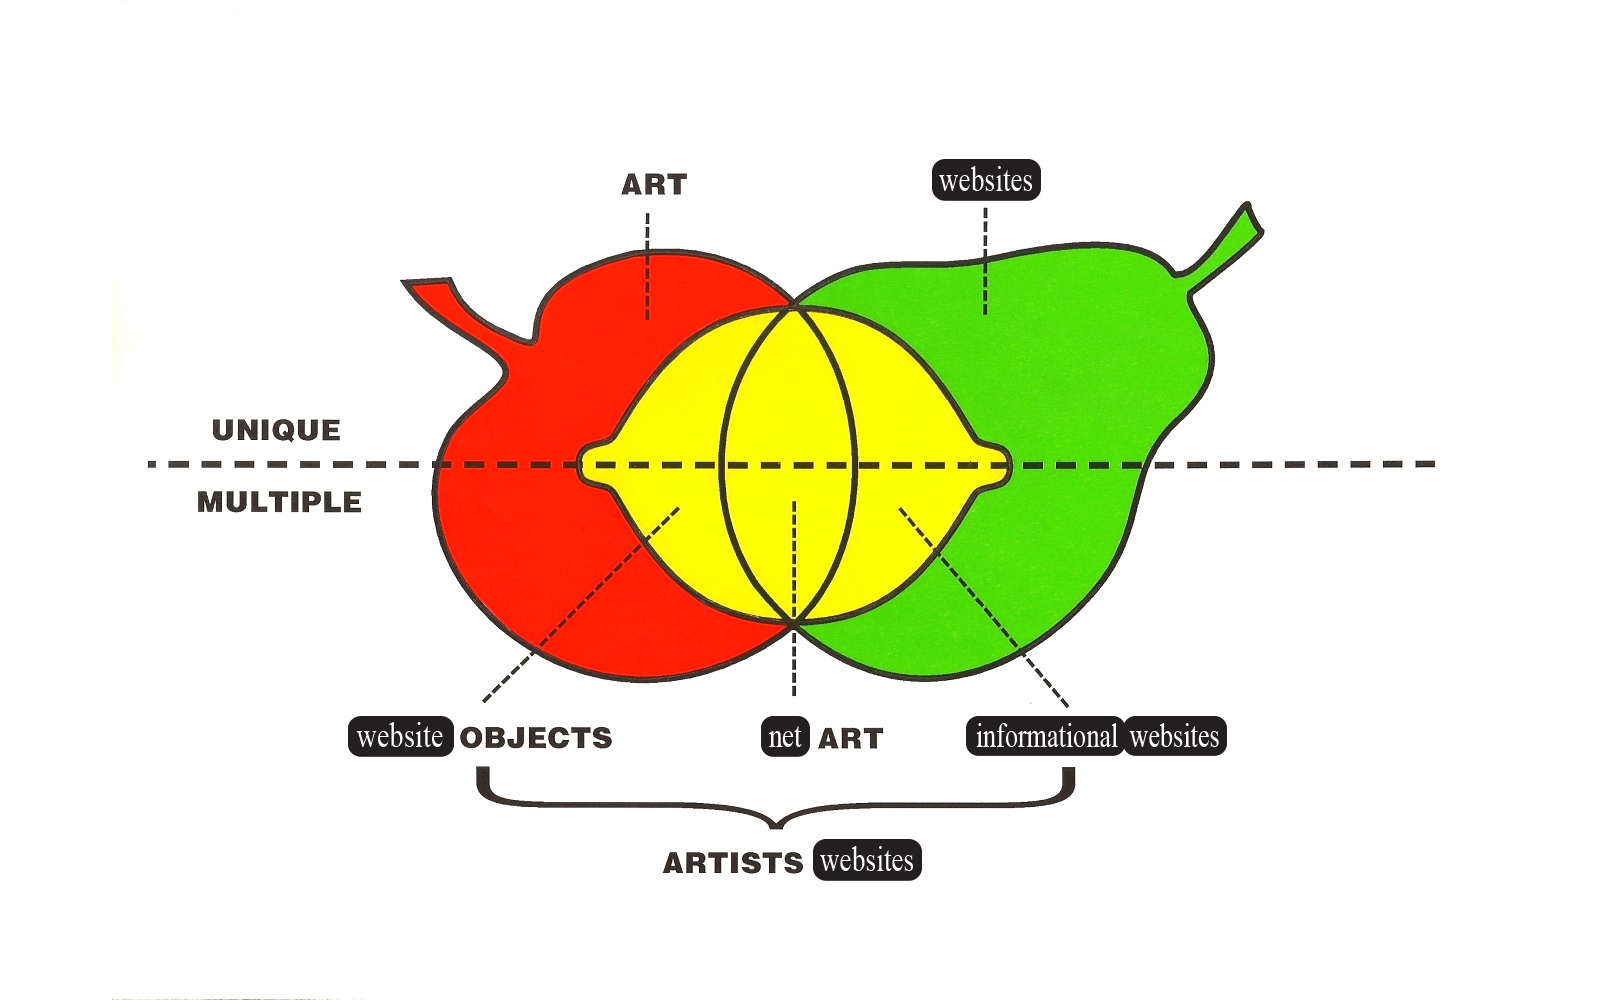 ART
websites
UNIQUE
MULTIPLE
website OBJECTS
net ART
informational websites
ARTISTS websites